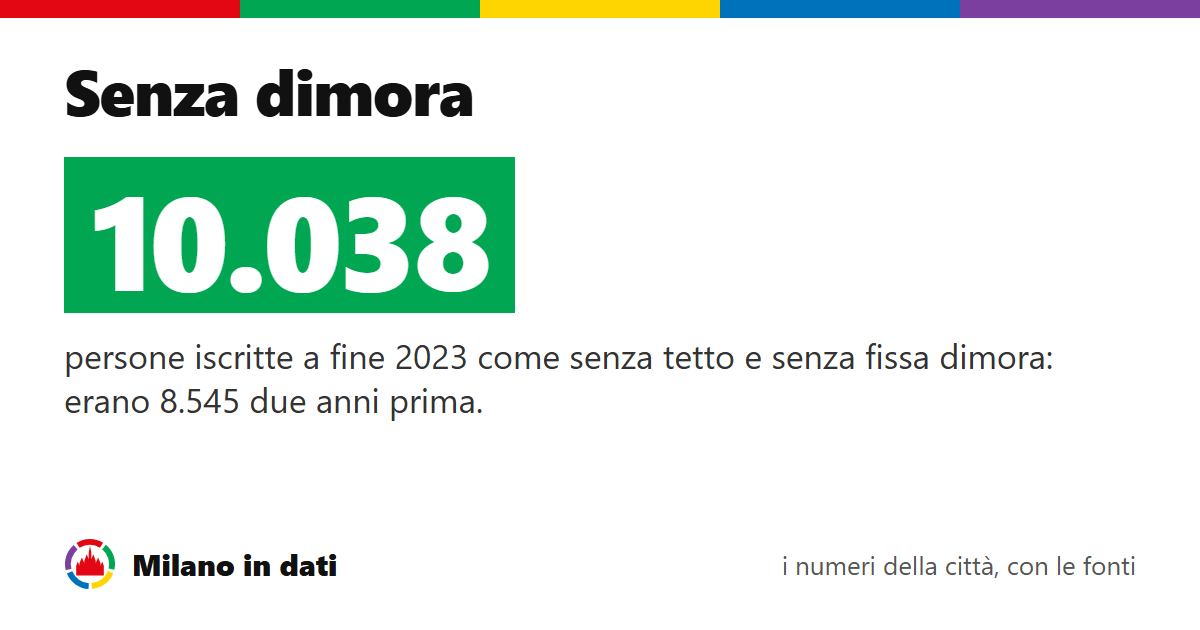 Senza dimora
10.038
persone iscritte a fine 2023 come senza tetto e senza fissa dimora:
erano 8.545 due anni prima.
Milano in dati
i numeri della città, con le fonti